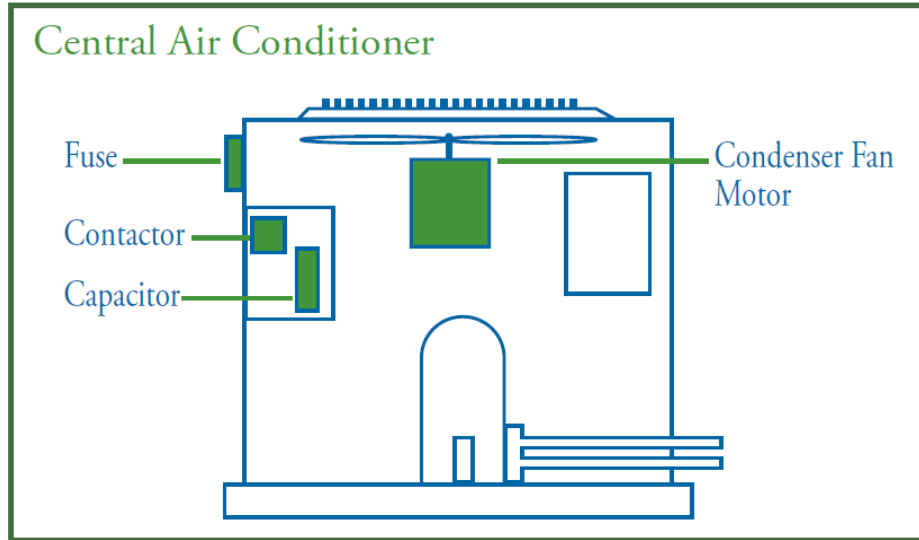 Central Air Conditioner
Fuse
Condenser Fan
Motor
Contactor
Capacitor